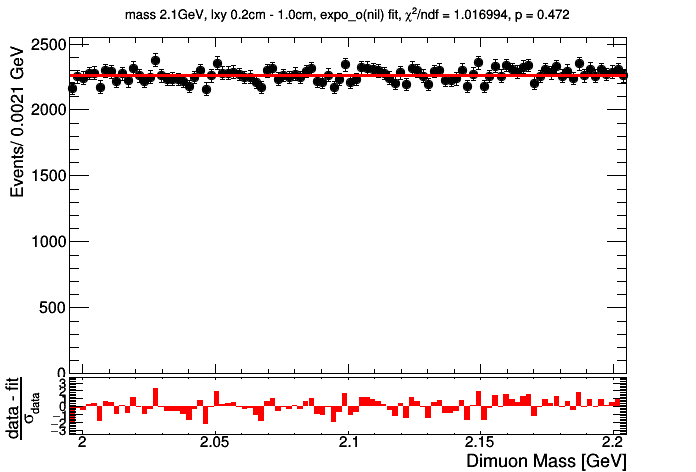 mass 2.1GeV, lxy 0.2cm - 1.0cm, expo_o(nil) fit, χ²/ndf = 1.016994, p = 0.472
Events/ 0.0021 GeV
2500
2000
1500
1000
500
0
data - fit
σdata
3
2
1
0
−1
−2
−3
2 2.05 2.1 2.15 2.2
Dimuon Mass [GeV]